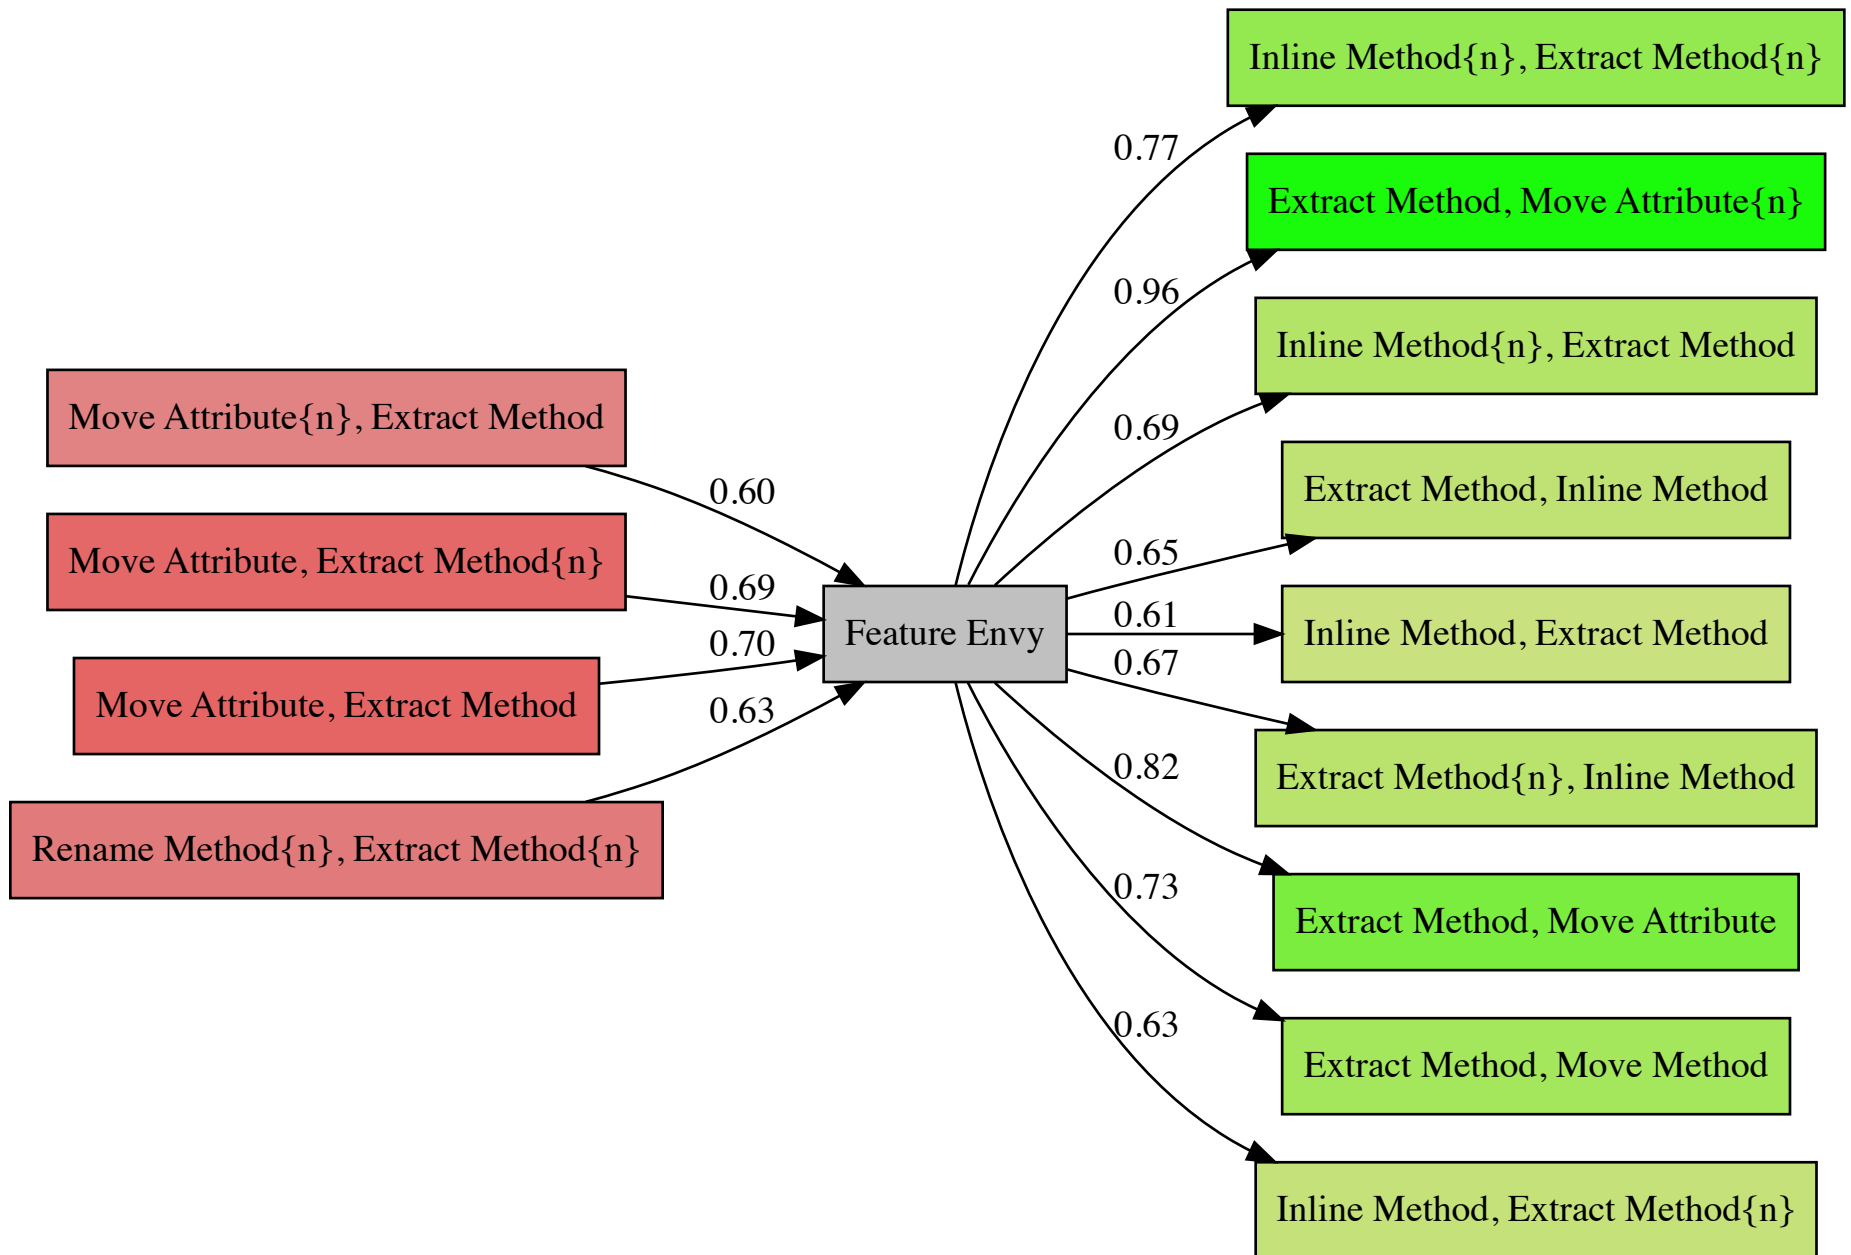 Move Attribute{n}, Extract Method
Move Attribute, Extract Method{n}
Move Attribute, Extract Method
Rename Method{n}, Extract Method{n}
0.60
0.69
0.70
0.63
Feature Envy
0.77
0.96
0.69
0.65
0.61
0.67
0.82
0.73
0.63
Inline Method{n}, Extract Method{n}
Extract Method, Move Attribute{n}
Inline Method{n}, Extract Method
Extract Method, Inline Method
Inline Method, Extract Method
Extract Method{n}, Inline Method
Extract Method, Move Attribute
Extract Method, Move Method
Inline Method, Extract Method{n}